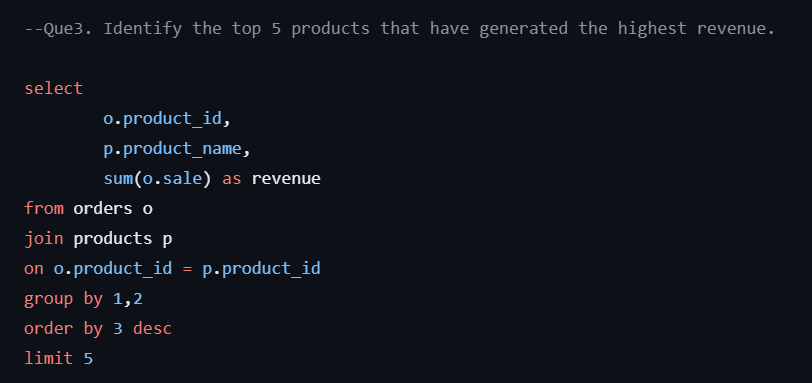 --Que3. Identify the top 5 products that have generated the highest revenue.
select
o.product_id,
p.product_name,
sum(o.sale) as revenue
from orders o
join products p
on o.product_id = p.product_id
group by 1,2
order by 3 desc
limit 5